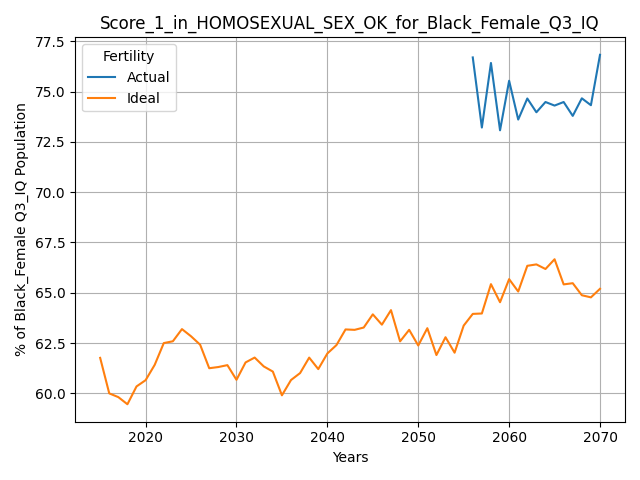 Score_1_in_HOMOSEXUAL_SEX_OK_for_Black_Female_Q3_IQ
Fertility
Actual
Ideal
% of Black_Female Q3_IQ Population
77.5
75.0
72.5
70.0
67.5
65.0
62.5
60.0
2020 2030 2040 2050 2060 2070
Years